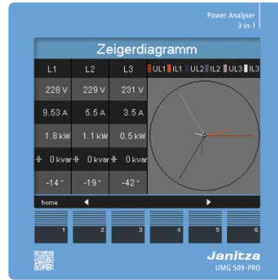 Power Analyser
3-in-1
Zeigerdiagramm
L1 L2 L3 UL1 IL1 UL2 IL2 UL3 IL3
228 V 229 V 231 V
9.53 A 5.5 A 3.5 A
1.8 kW 1.1 kW 0.5 kW
0 kvar 0 kvar 0 kvar
-14° -19° -42°
home
1 2 3 4 5 6
Janitza
UMG 509-PRO